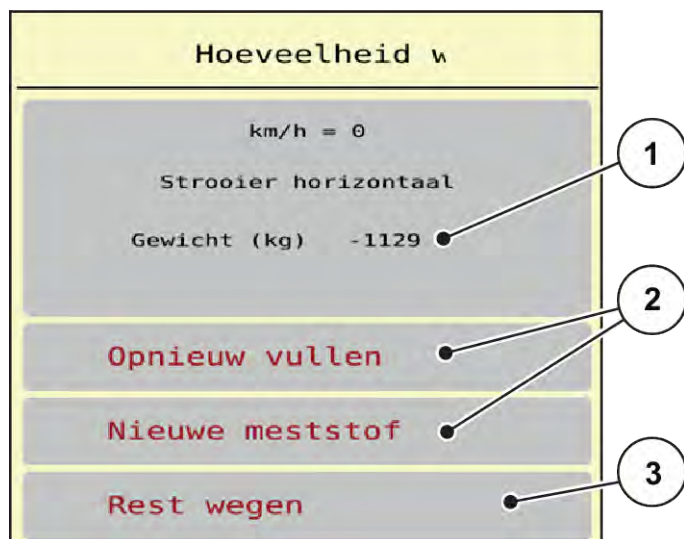 Hoeveelheid w
km/h = 0
Strooier horizontaal
Gewicht (kg) -1129
1
2
Opnieuw vullen
Nieuwe meststof
3
Rest wegen